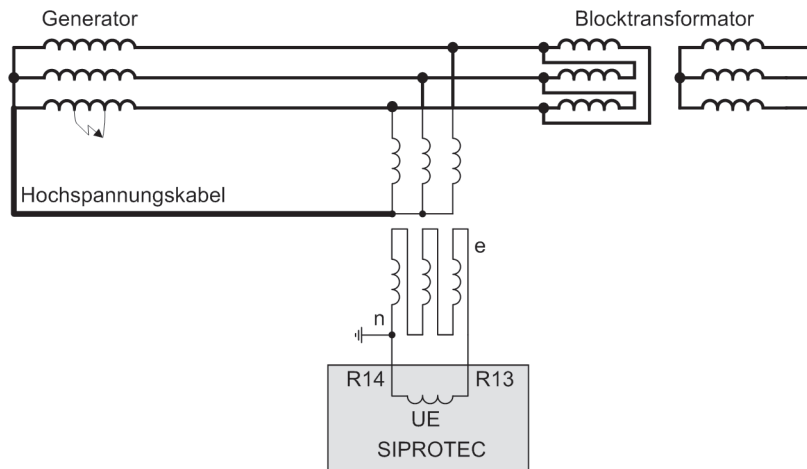 Generator
Blocktransformator
Hochspannungskabel
e
n
R14
R13
UE
SIPROTEC